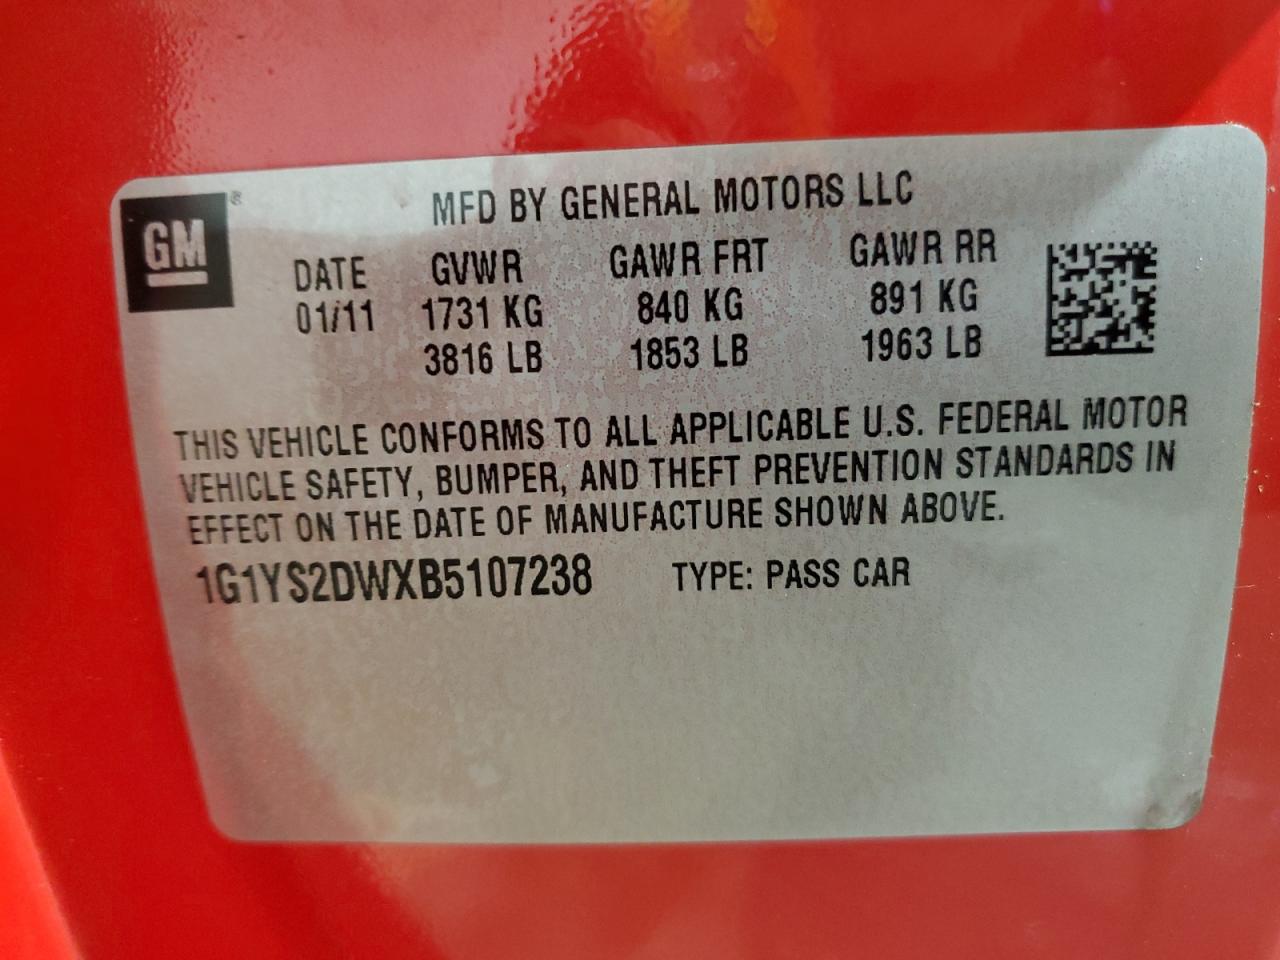 GM ®
MFD BY GENERAL MOTORS LLC
DATE GVWR GAWR FRT GAWR RR
01/11 1731 KG 840 KG 891 KG
3816 LB 1853 LB 1963 LB
THIS VEHICLE CONFORMS TO ALL APPLICABLE U.S. FEDERAL MOTOR
VEHICLE SAFETY, BUMPER, AND THEFT PREVENTION STANDARDS IN
EFFECT ON THE DATE OF MANUFACTURE SHOWN ABOVE.
1G1YS2DWXB5107238 TYPE: PASS CAR